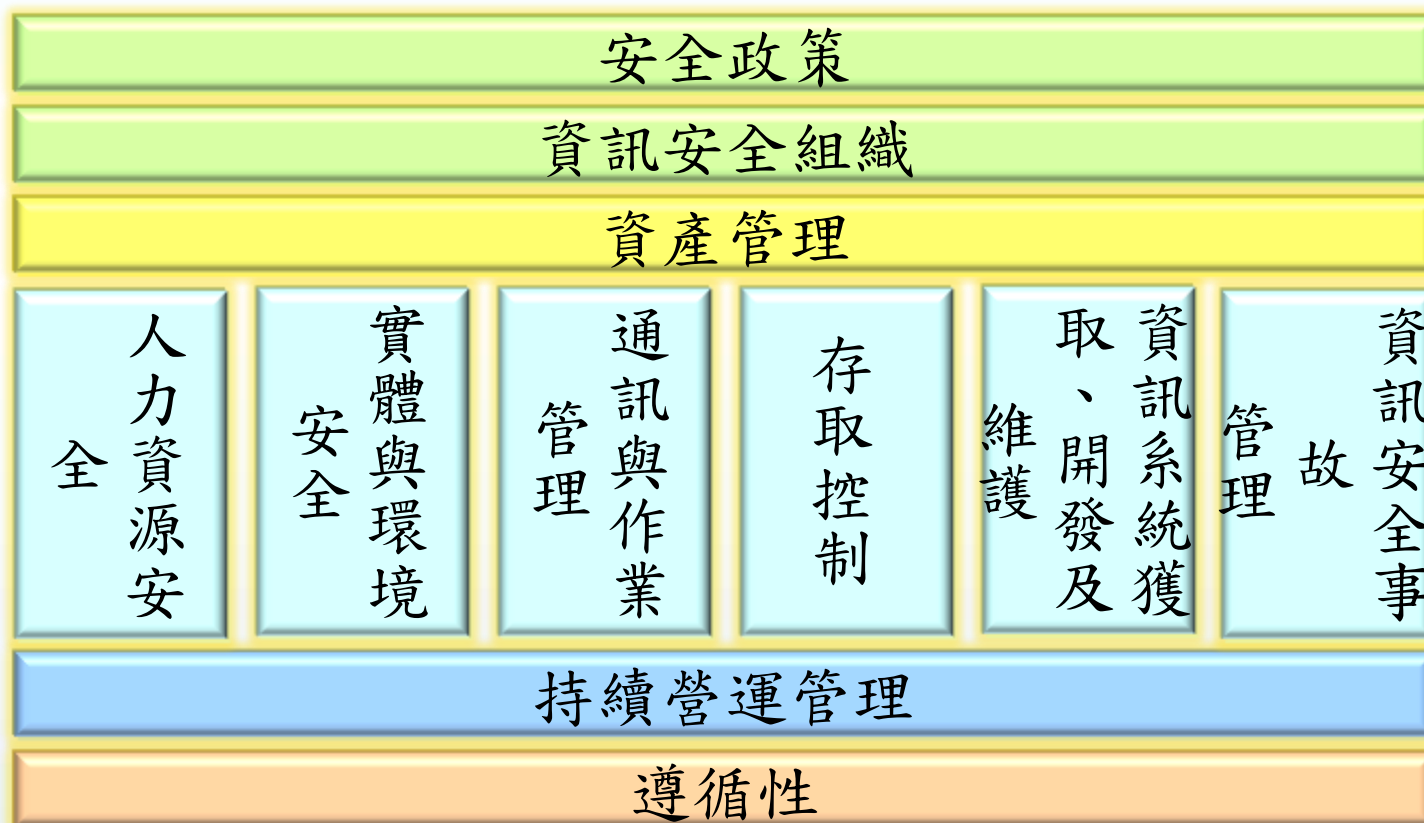 安全政策
資訊安全組織
資產管理
人力資源安
全
實體與環境
安全
通訊與作業
管理
存取控制
資訊系統獲
取、開發及
維護
資訊安全事
故
管理
持續營運管理
遵循性